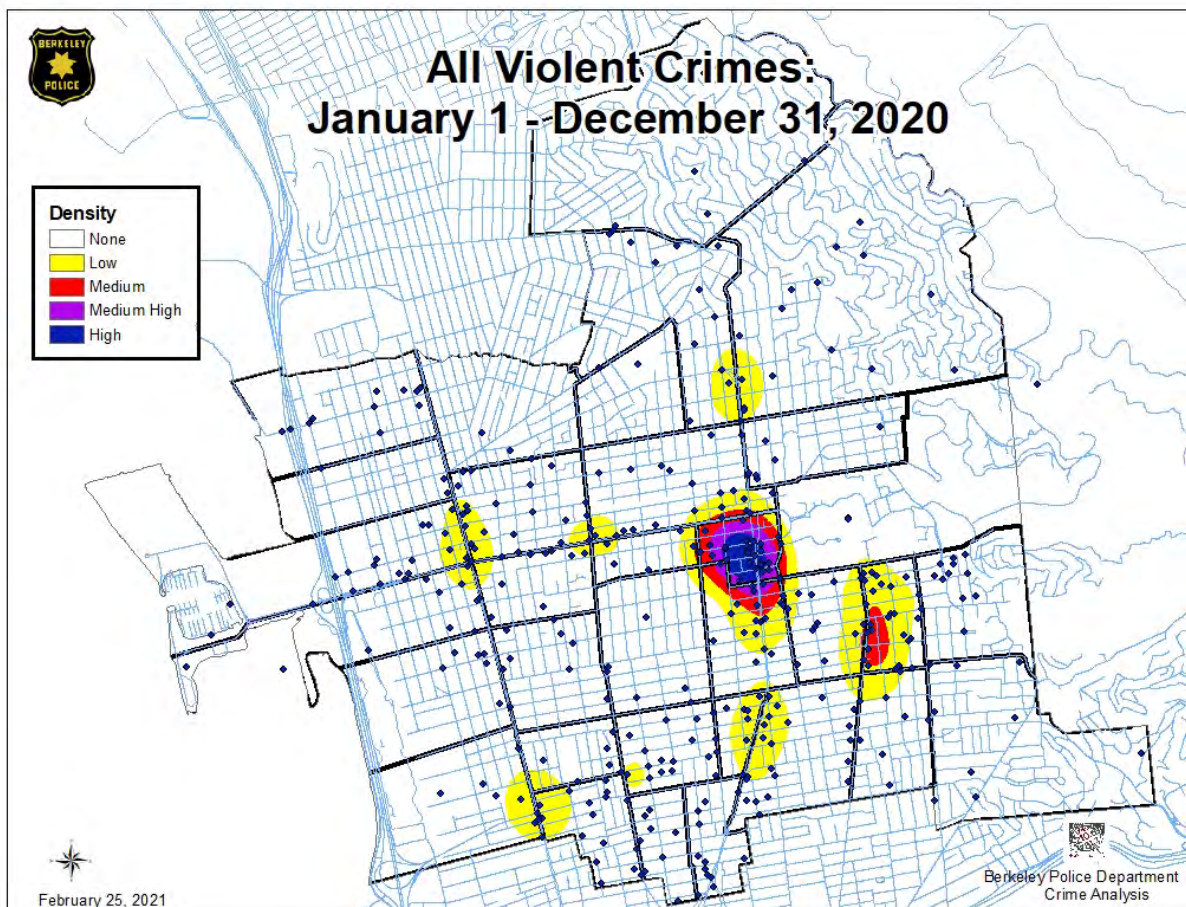 BERKELEY
POLICE
All Violent Crimes:
January 1 - December 31, 2020
Density
None
Low
Medium
Medium High
High
February 25, 2021
Berkeley Police Department
Crime Analysis